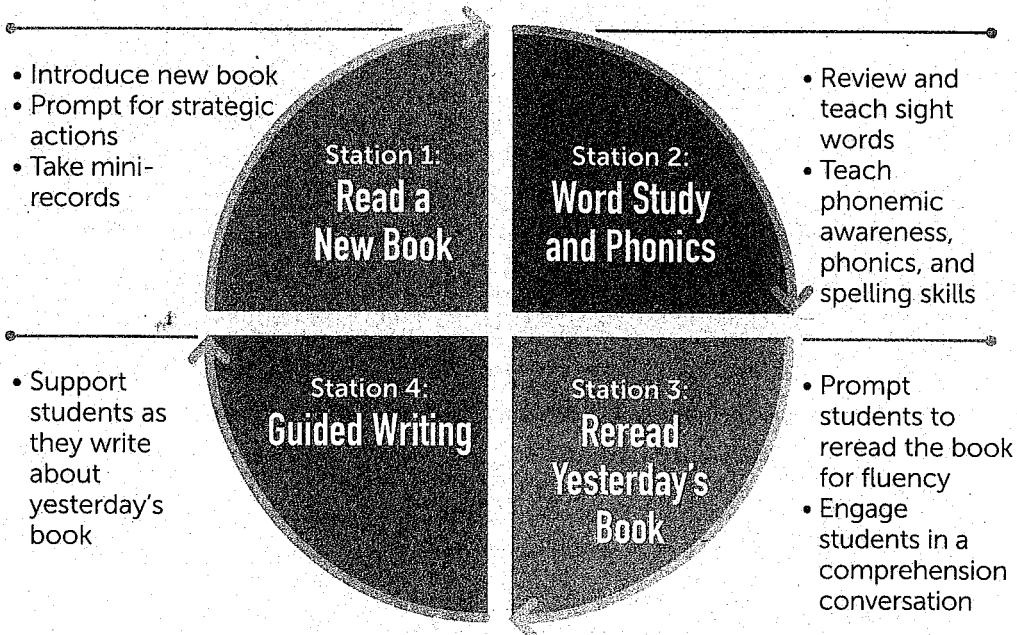 • Introduce new book
• Prompt for strategic
actions
• Take mini-
records
Station 1:
Read a
New Book
Station 2:
Word Study
and Phonics
• Review and
teach sight
words
• Teach
phonemic
awareness,
phonics, and
spelling skills
Station 3:
Reread
Yesterday's
Book
• Prompt
students to
reread the book
for fluency
• Engage
students in a
comprehension
conversation
Station 4:
Guided Writing
• Support
students as
they write
about
yesterday's
book